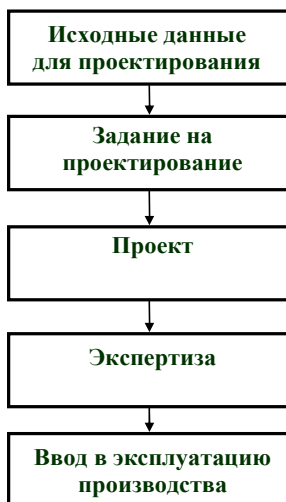 Исходные данные
для проектирования
Задание на
проектирование
Проект
Экспертиза
Ввод в эксплуатацию
производства